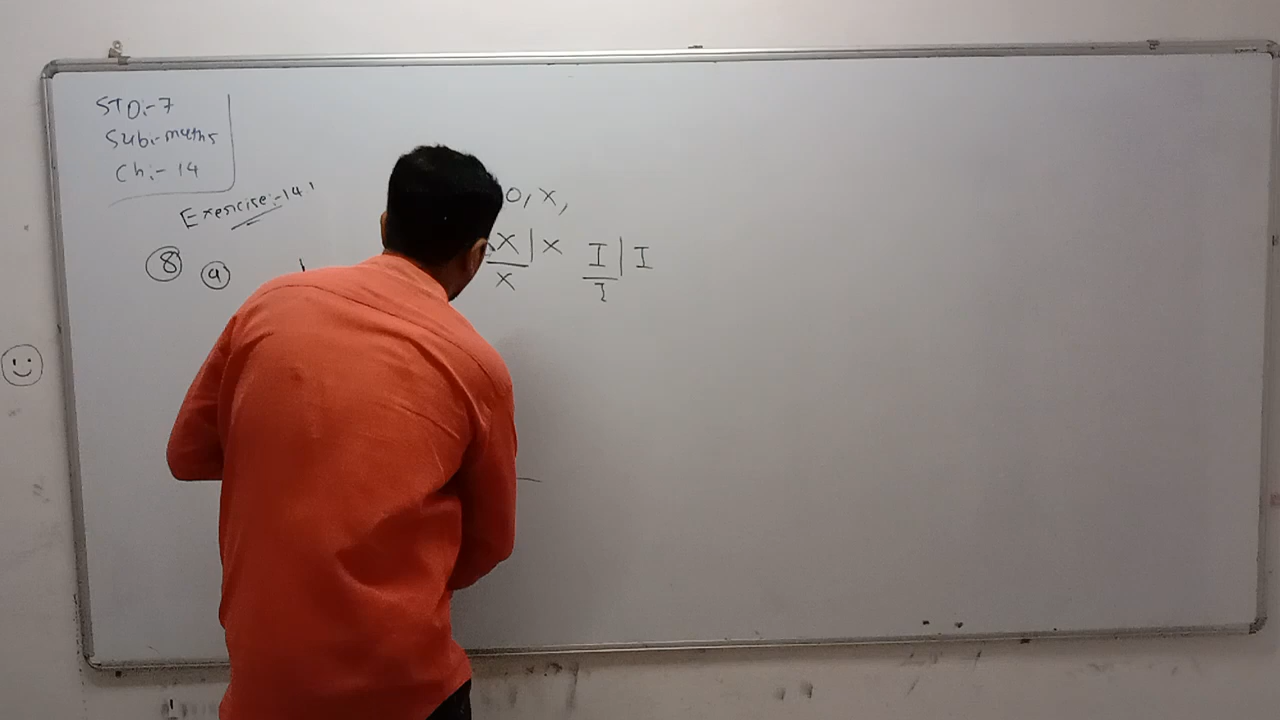 STD:-7
Sub:-maths
Ch:-14
Exercise:-14.1
O, X,
8 a X | X I | I
X I